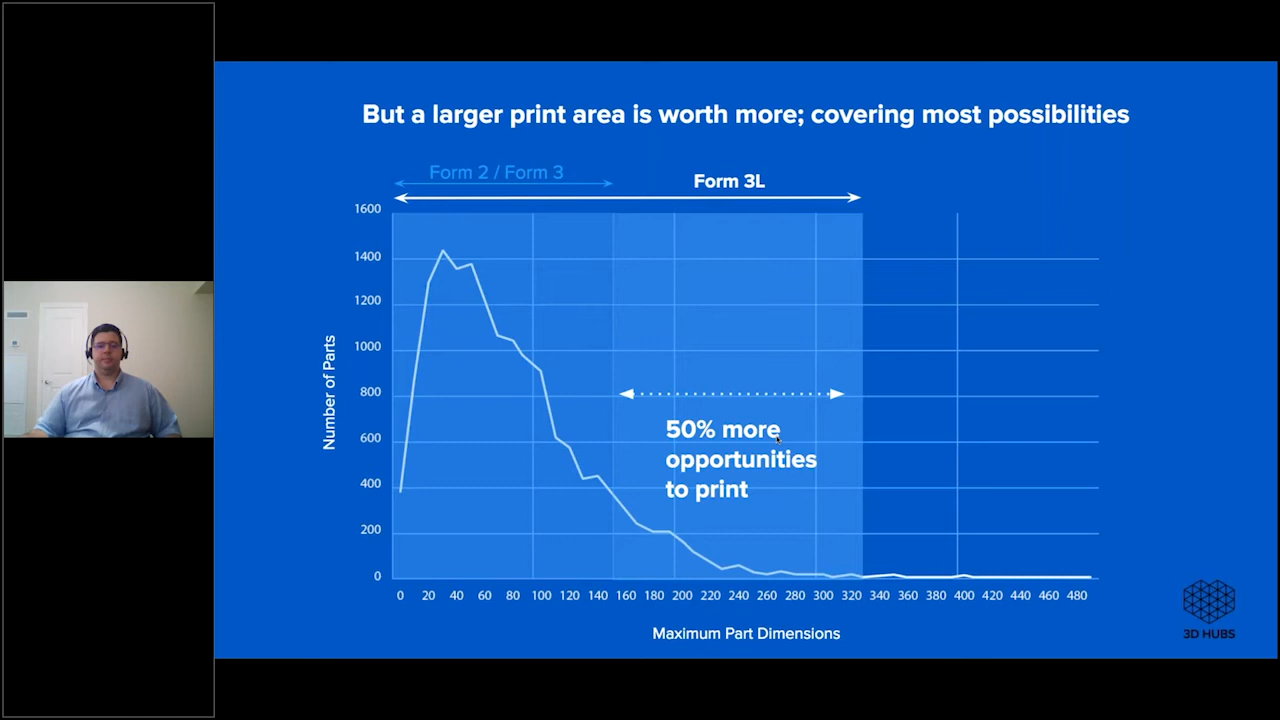 But a larger print area is worth more; covering most possibilities
Form 2 / Form 3
Form 3L
1600
1400
1200
1000
800
600
400
200
0
Number of Parts
50% more
opportunities
to print
0 20 40 60 80 100 120 140 160 180 200 220 240 260 280 300 320 340 360 380 400 420 440 460 480
Maximum Part Dimensions
3D HUBS